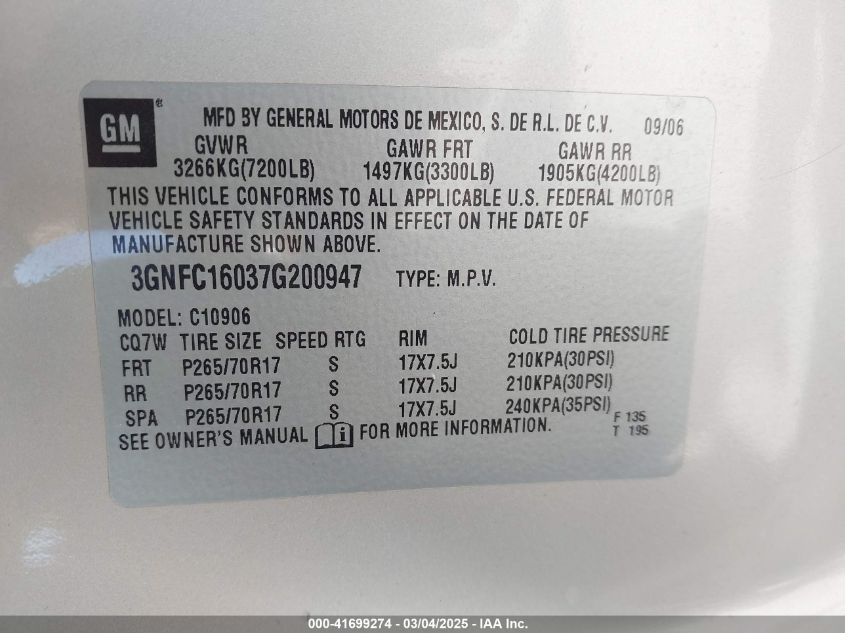 GM ®
MFD BY GENERAL MOTORS DE MEXICO, S. DE R.L. DE C.V. 09/06
GVWR GAWR FRT GAWR RR
3266KG(7200LB) 1497KG(3300LB) 1905KG(4200LB)
THIS VEHICLE CONFORMS TO ALL APPLICABLE U.S. FEDERAL MOTOR
VEHICLE SAFETY STANDARDS IN EFFECT ON THE DATE OF
MANUFACTURE SHOWN ABOVE.
3GNFC16037G200947 TYPE: M.P.V.
MODEL: C10906
CQ7W TIRE SIZE SPEED RTG RIM COLD TIRE PRESSURE
FRT P265/70R17 S 17X7.5J 210KPA(30PSI)
RR P265/70R17 S 17X7.5J 210KPA(30PSI)
SPA P265/70R17 S 17X7.5J 240KPA(35PSI)
F 135
SEE OWNER'S MANUAL i FOR MORE INFORMATION. T 195
000-41699274 - 03/04/2025 - IAA Inc.